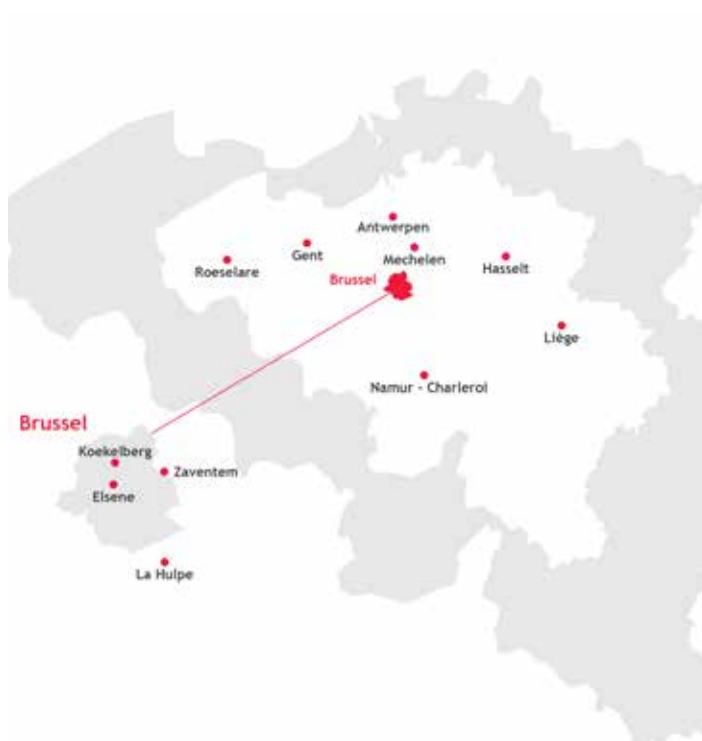 Antwerpen
Gent
Mechelen
Roeselare
Hasselt
Brussel
Liège
Namur - Charleroi
Brussel
Koekelberg
Zaventem
Elsene
La Hulpe